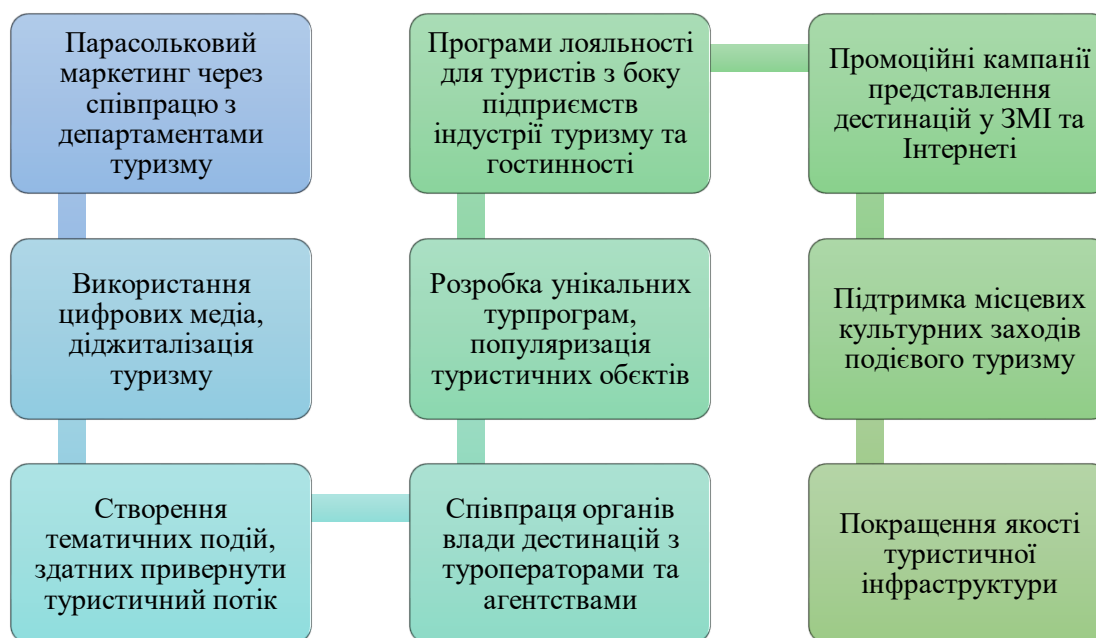 Парасольковий
маркетинг через
співпрацю з
департаментами
туризму
Використання
цифрових медіа,
діджиталізація
туризму
Створення
тематичних подій,
здатних привернути
туристичний потік
Співпраця органів
влади дестинацій з
туроператорами та
агентствами
Розробка унікальних
турпрограм,
популяризація
туристичних обєктів
Програми лояльності
для туристів з боку
підприємств
індустрії туризму та
гостинності
Промоційні кампанії
представлення
дестинацій у ЗМІ та
Інтернеті
Підтримка місцевих
культурних заходів
подієвого туризму
Покращення якості
туристичної
інфраструктури